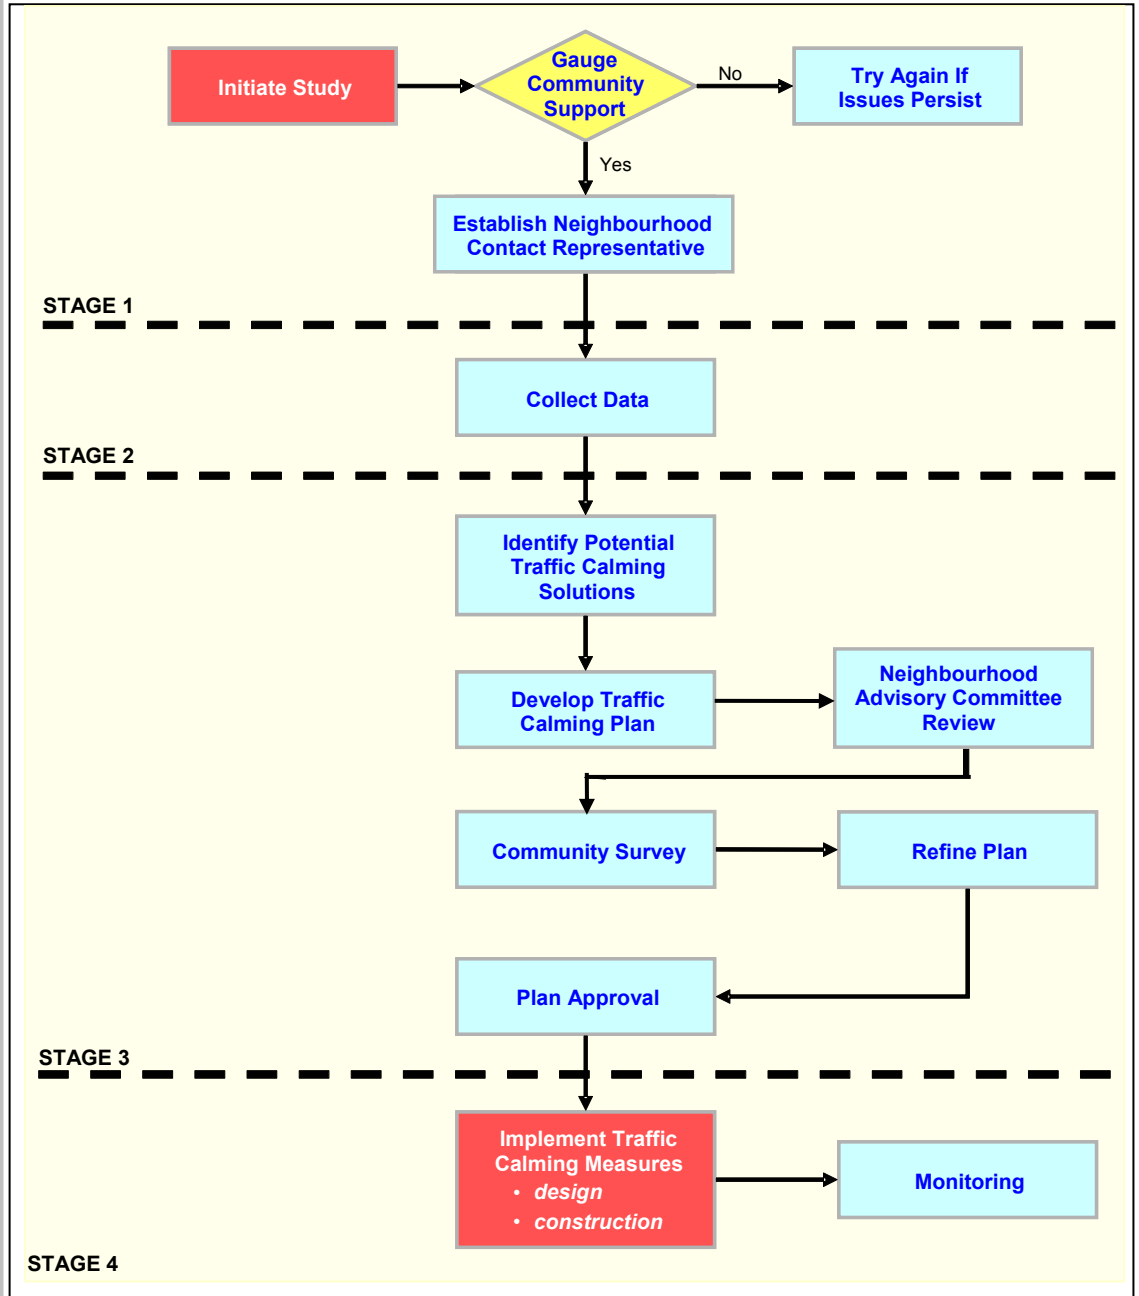 Initiate Study
Gauge
Community
Support
No
Try Again If
Issues Persist
Yes
Establish Neighbourhood
Contact Representative
STAGE 1
Collect Data
STAGE 2
Identify Potential
Traffic Calming
Solutions
Develop Traffic
Calming Plan
Neighbourhood
Advisory Committee
Review
Community Survey
Refine Plan
Plan Approval
STAGE 3
Implement Traffic
Calming Measures
• design
• construction
Monitoring
STAGE 4